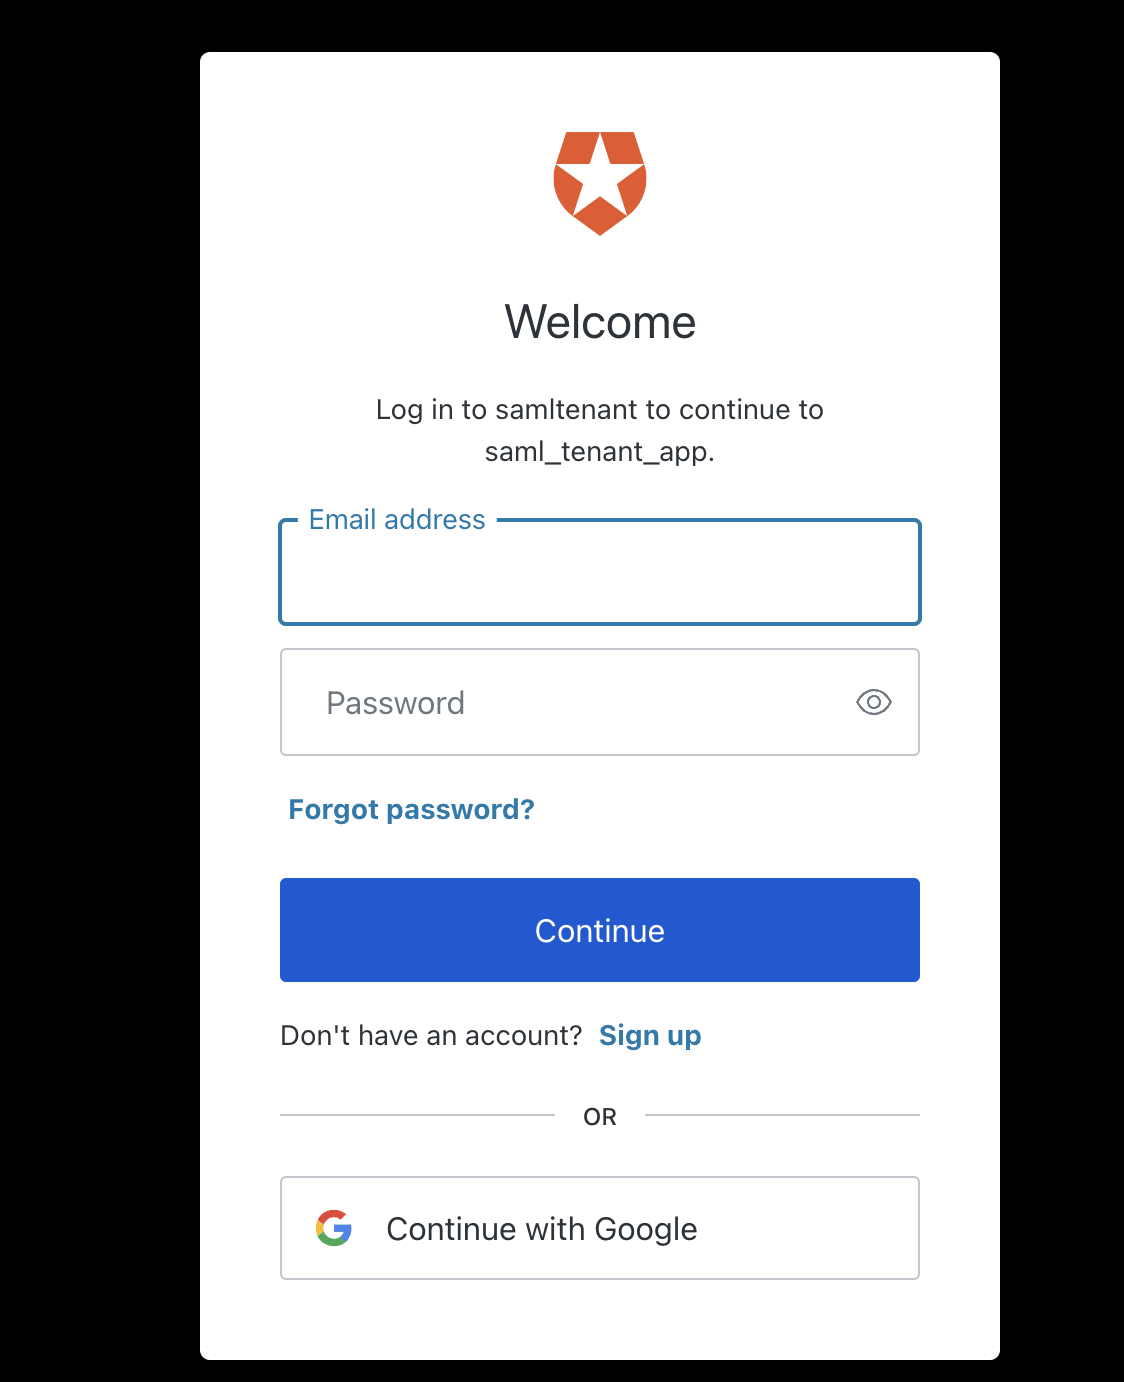 Welcome
Log in to samltenant to continue to
saml_tenant_app.
Email address
Password
Forgot password?
Continue
Don't have an account? Sign up
OR
Continue with Google